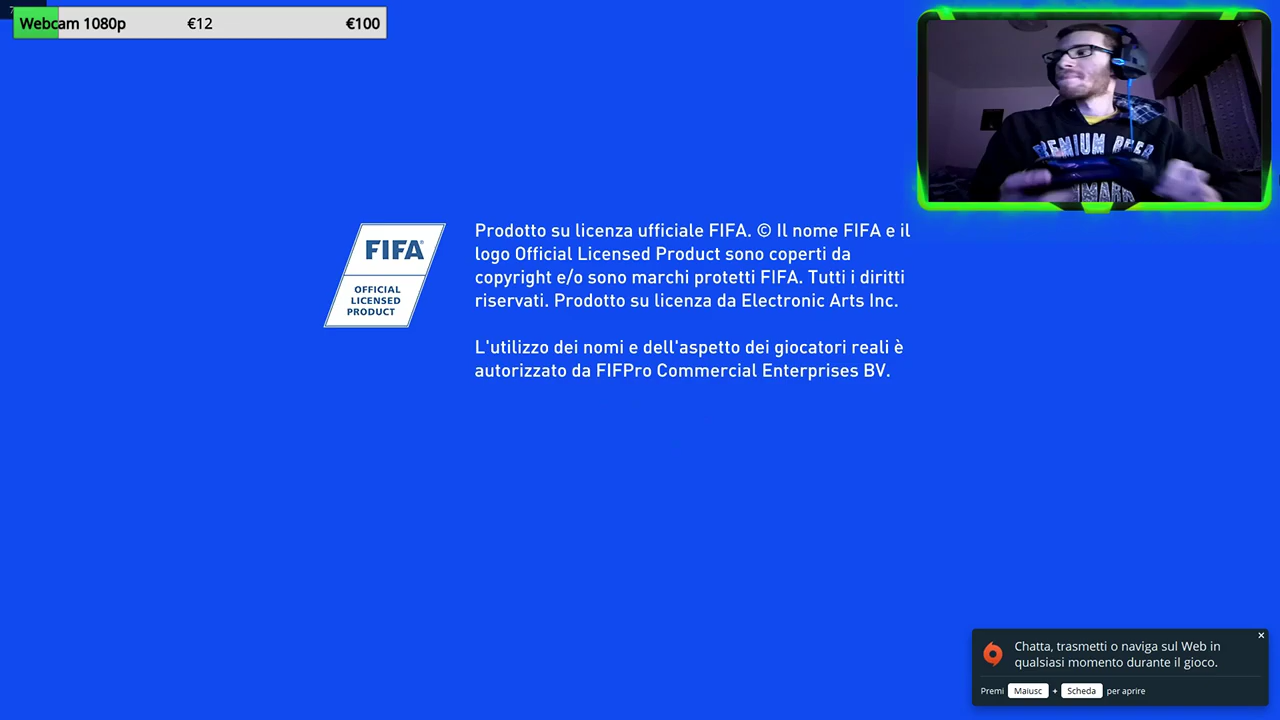 Webcam 1080p €12 €100
PREMIUM
FIFA
OFFICIAL
LICENSED
PRODUCT
Prodotto su licenza ufficiale FIFA. © Il nome FIFA e il
logo Official Licensed Product sono coperti da
copyright e/o sono marchi protetti FIFA. Tutti i diritti
riservati. Prodotto su licenza da Electronic Arts Inc.
L'utilizzo dei nomi e dell'aspetto dei giocatori reali è
autorizzato da FIFPro Commercial Enterprises BV.
Chatta, trasmetti o naviga sul Web in
qualsiasi momento durante il gioco.
Premi Maiusc + Scheda per aprire